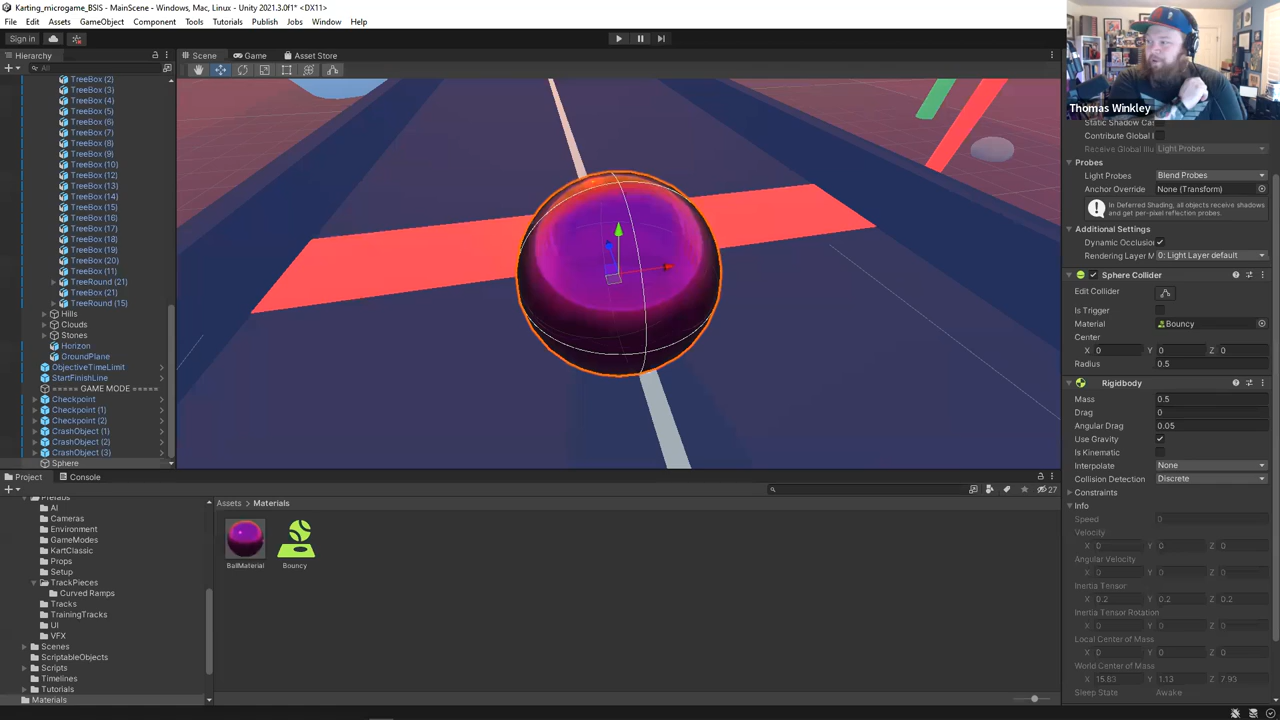 Karting_microgame_BSIS - MainScene - Windows, Mac, Linux - Unity 2021.3.0f1* <DX11>
File Edit Assets GameObject Component Tools Tutorials Publish Jobs Window Help
Sign in
Hierarchy
All
TreeBox (2)
TreeBox (3)
TreeBox (4)
TreeBox (5)
TreeBox (6)
TreeBox (7)
TreeBox (8)
TreeBox (9)
TreeBox (10)
TreeBox (12)
TreeBox (13)
TreeBox (14)
TreeBox (15)
TreeBox (16)
TreeBox (17)
TreeBox (18)
TreeBox (19)
TreeBox (20)
TreeBox (11)
TreeRound (21)
TreeBox (21)
TreeRound (15)
Hills
Clouds
Stones
Horizon
GroundPlane
ObjectiveTimeLimit
StartFinishLine
===== GAME MODE =====
Checkpoint
Checkpoint (1)
Checkpoint (2)
CrashObject (1)
CrashObject (2)
CrashObject (3)
Sphere
Scene Game Asset Store
Thomas Winkley
Static Shadow Cas
Contribute Global I
Receive Global Illu Light Probes
Probes
Light Probes Blend Probes
Anchor Override None (Transform)
In Deferred Shading, all objects receive shadows
and get per-pixel reflection probes.
Additional Settings
Dynamic Occlusion
Rendering Layer M 0: Light Layer default
Sphere Collider
Edit Collider
Is Trigger
Material Bouncy
Center
X 0 Y 0 Z 0
Radius 0.5
Rigidbody
Mass 0.5
Drag 0
Angular Drag 0.05
Use Gravity
Is Kinematic
Interpolate None
Collision Detection Discrete
Constraints
Info
Speed 0
Velocity
X 0 Y 0 Z 0
Angular Velocity
X 0 Y 0 Z 0
Inertia Tensor
X 0.2 Y 0.2 Z 0.2
Inertia Tensor Rotation
X 0 Y 0 Z 0
Local Center of Mass
X 0 Y 0 Z 0
World Center of Mass
X 15.83 Y 1.13 Z 7.93
Sleep State Awake
Project Console
27
Prefabs
AI
Cameras
Environment
GameModes
KartClassic
Props
Setup
TrackPieces
Curved Ramps
Tracks
TrainingTracks
UI
VFX
Scenes
ScriptableObjects
Scripts
Timelines
Tutorials
Materials
Assets > Materials
BallMaterial
Bouncy